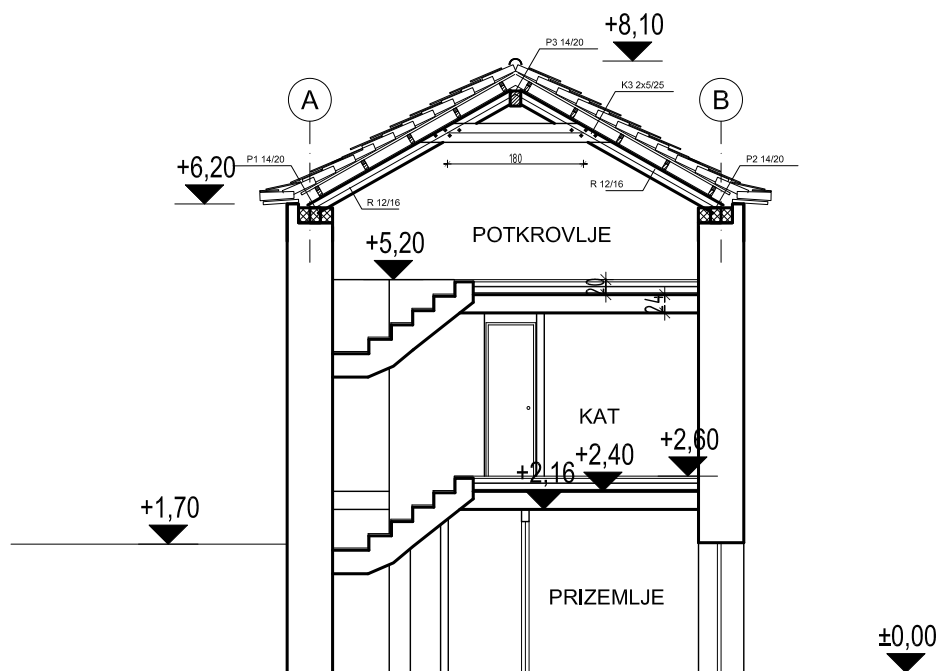 +8,10
P3 14/20
K3 2x5/25
A
B
P1 14/20
180
P2 14/20
+6,20
R 12/16
R 12/16
POTKROVLJE
+5,20
20
24
KAT
+2,60
+2,40
+2,16
+1,70
PRIZEMLJE
±0,00